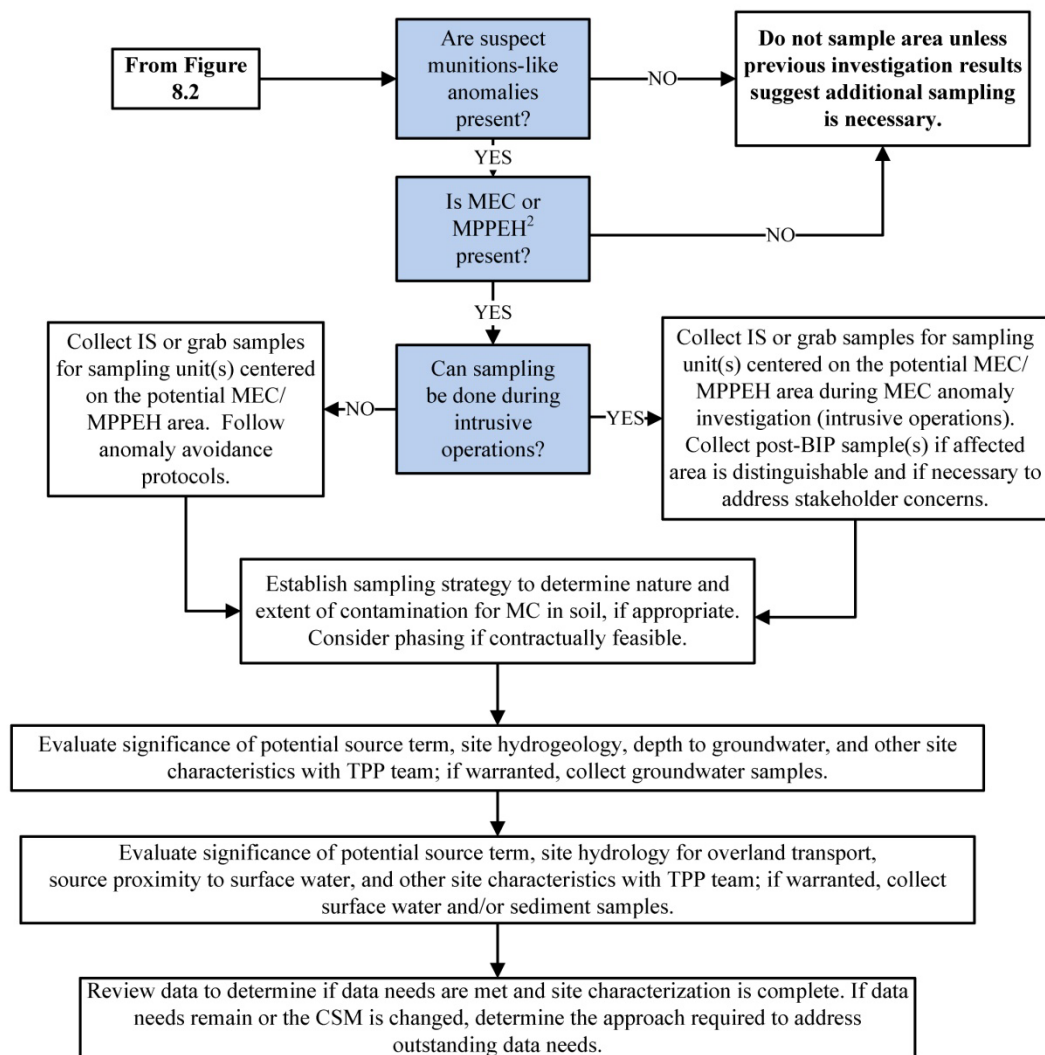 From Figure
8.2
Are suspect
munitions-like
anomalies
present?
NO
Do not sample area unless
previous investigation results
suggest additional sampling
is necessary.
YES
Is MEC or
MPPEH²
present?
NO
YES
Collect IS or grab samples
for sampling unit(s) centered
on the potential MEC/
MPPEH area.  Follow
anomaly avoidance
protocols.
NO
Can sampling
be done during
intrusive
operations?
YES
Collect IS or grab samples for sampling
unit(s) centered on the potential MEC/
MPPEH area during MEC anomaly
investigation (intrusive operations).
Collect post-BIP sample(s) if affected
area is distinguishable and if necessary to
address stakeholder concerns.
Establish sampling strategy to determine nature and
extent of contamination for MC in soil, if appropriate.
Consider phasing if contractually feasible.
Evaluate significance of potential source term, site hydrogeology, depth to groundwater, and other site
characteristics with TPP team; if warranted, collect groundwater samples.
Evaluate significance of potential source term, site hydrology for overland transport,
source proximity to surface water, and other site characteristics with TPP team; if warranted, collect
surface water and/or sediment samples.
Review data to determine if data needs are met and site characterization is complete. If data
needs remain or the CSM is changed, determine the approach required to address
outstanding data needs.